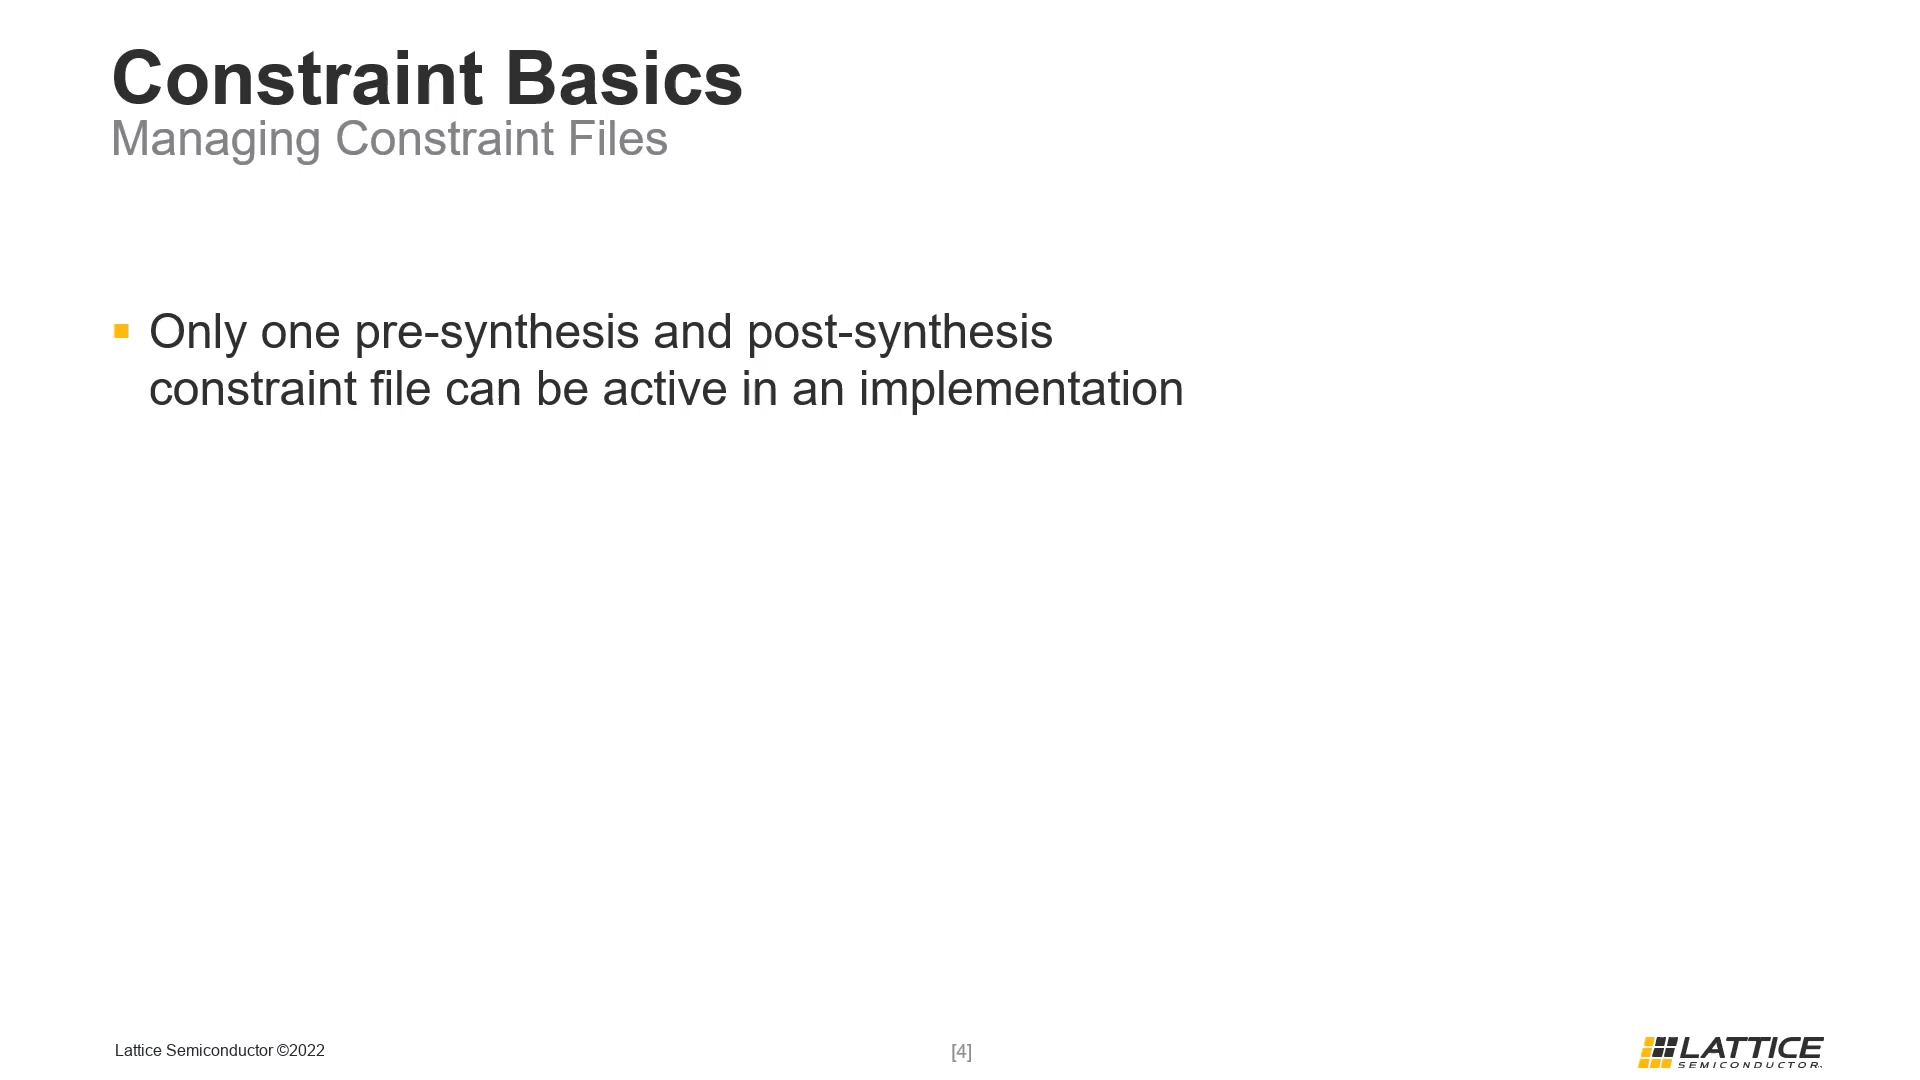 Constraint Basics
Managing Constraint Files
Only one pre-synthesis and post-synthesis
constraint file can be active in an implementation
Lattice Semiconductor ©2022
[4]
LATTICE
SEMICONDUCTOR